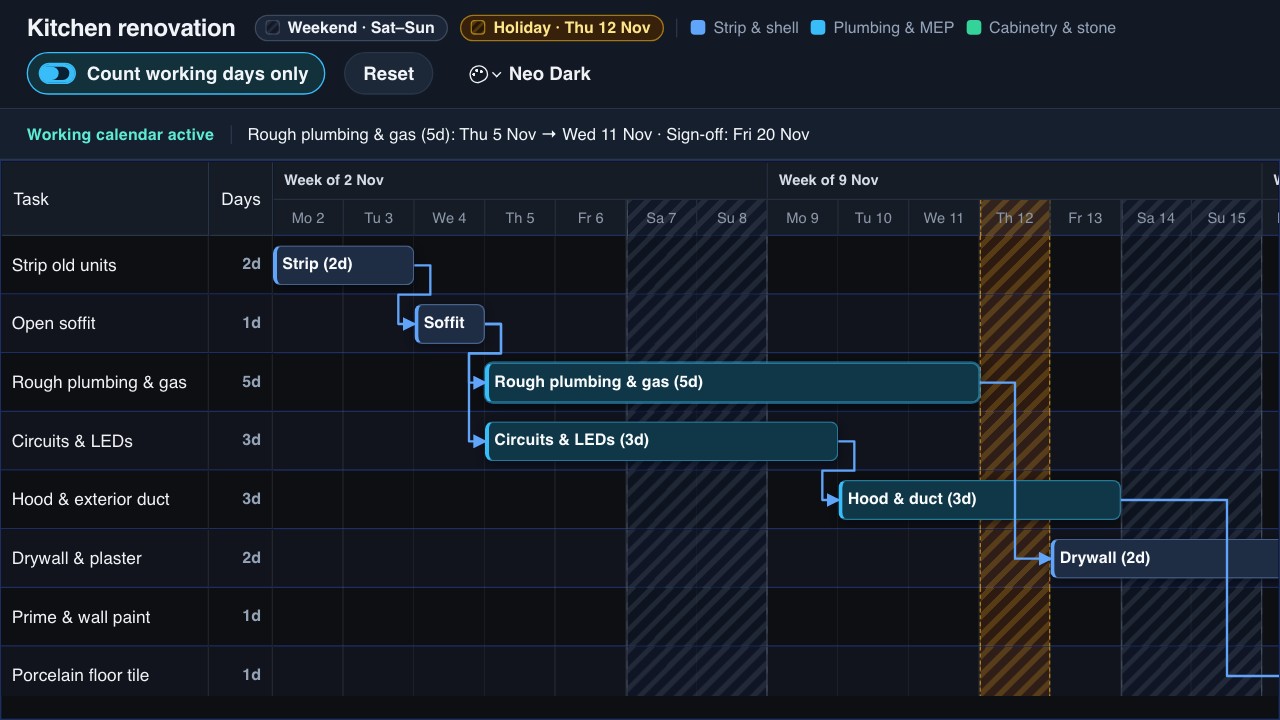 Kitchen renovation
Weekend · Sat–Sun
Holiday · Thu 12 Nov
Strip & shell
Plumbing & MEP
Cabinetry & stone
Count working days only
Reset
Neo Dark
Working calendar active
Rough plumbing & gas (5d): Thu 5 Nov → Wed 11 Nov · Sign-off: Fri 20 Nov
Task
Days
Week of 2 Nov
Week of 9 Nov
Mo 2
Tu 3
We 4
Th 5
Fr 6
Sa 7
Su 8
Mo 9
Tu 10
We 11
Th 12
Fr 13
Sa 14
Su 15
Strip old units
2d
Strip (2d)
Open soffit
1d
Soffit
Rough plumbing & gas
5d
Rough plumbing & gas (5d)
Circuits & LEDs
3d
Circuits & LEDs (3d)
Hood & exterior duct
3d
Hood & duct (3d)
Drywall & plaster
2d
Drywall (2d)
Prime & wall paint
1d
Porcelain floor tile
1d